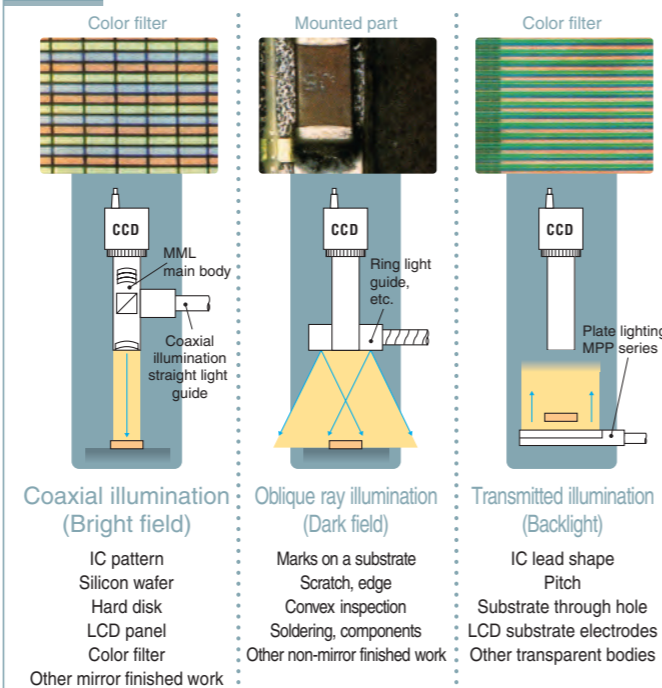 Color filter
CCD
MML
main body
Coaxial
illumination
straight light
guide
Coaxial illumination
(Bright field)
IC pattern
Silicon wafer
Hard disk
LCD panel
Color filter
Other mirror finished work
Mounted part
CCD
Ring light
guide,
etc.
Oblique ray illumination
(Dark field)
Marks on a substrate
Scratch, edge
Convex inspection
Soldering, components
Other non-mirror finished work
Color filter
CCD
Plate lighting
MPP series
Transmitted illumination
(Backlight)
IC lead shape
Pitch
Substrate through hole
LCD substrate electrodes
Other transparent bodies